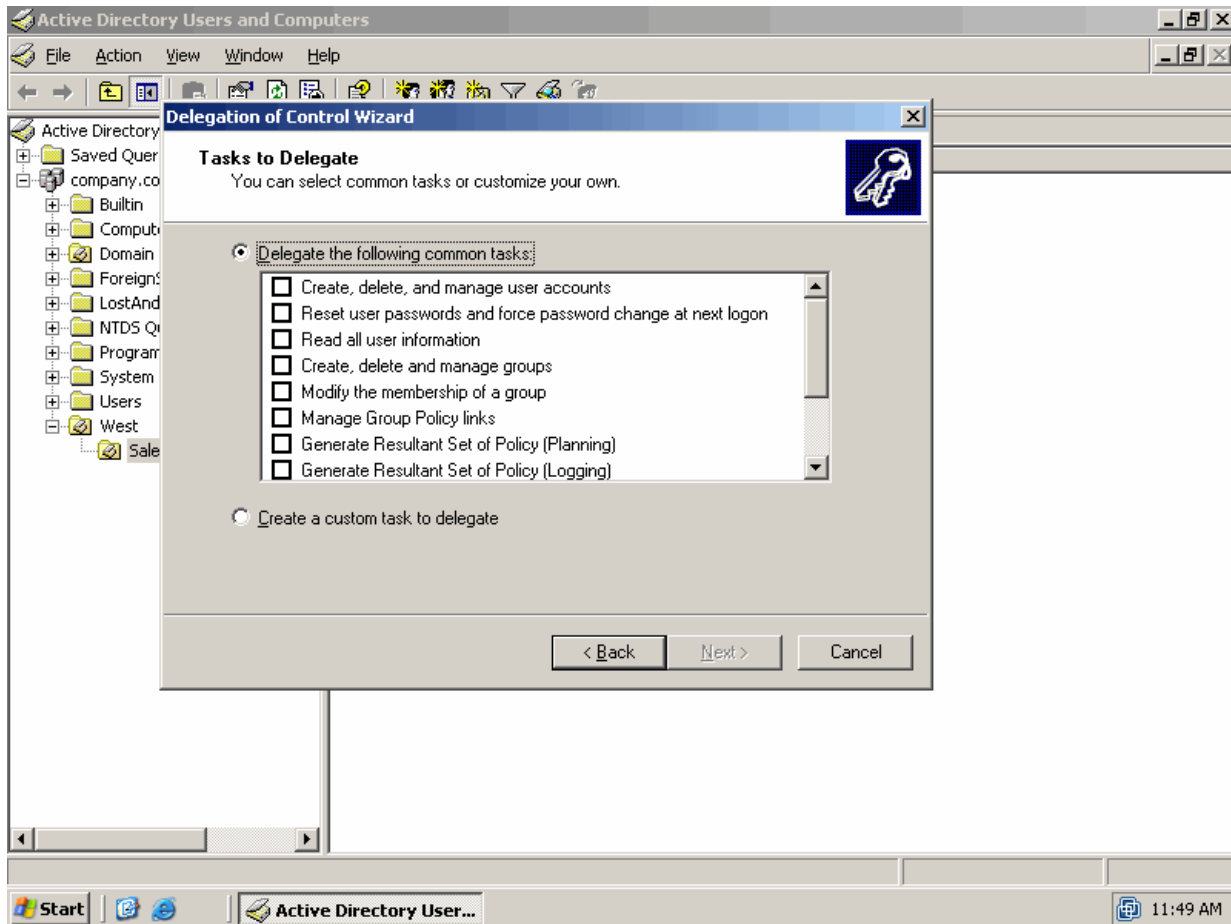 Active Directory Users and Computers
File Action View Window Help
Delegation of Control Wizard
Active Directory
Saved Quer
company.co
Builtin
Compute
Domain
ForeignS
LostAnd
NTDS Qu
Program
System
Users
West
Sale
Tasks to Delegate
You can select common tasks or customize your own.
Delegate the following common tasks:
Create, delete, and manage user accounts
Reset user passwords and force password change at next logon
Read all user information
Create, delete and manage groups
Modify the membership of a group
Manage Group Policy links
Generate Resultant Set of Policy (Planning)
Generate Resultant Set of Policy (Logging)
Create a custom task to delegate
< Back Next > Cancel
Start Active Directory User... 11:49 AM